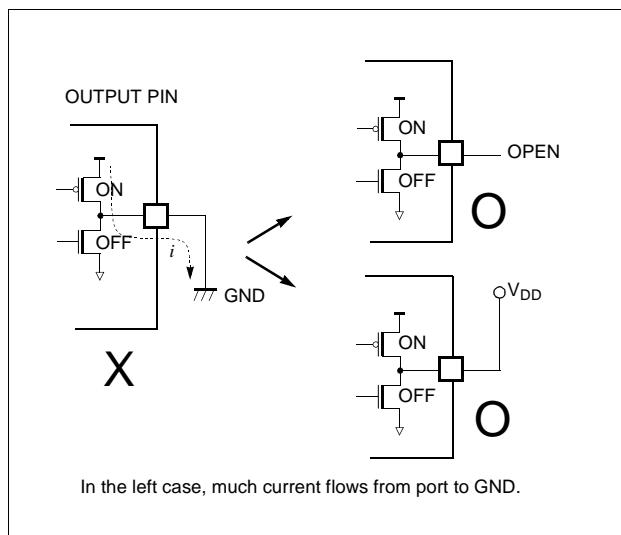 OUTPUT PIN
ON
OFF
i
GND
X
ON
OFF
OPEN
O
ON
OFF
VDD
O
In the left case, much current flows from port to GND.